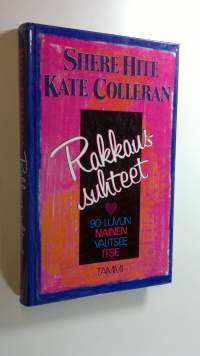 SHERE HITE
KATE COLLERAN
Rakkaus
suhteet
90-LUVUN
NAINEN
VALITSEE
ITSE
TAMMI